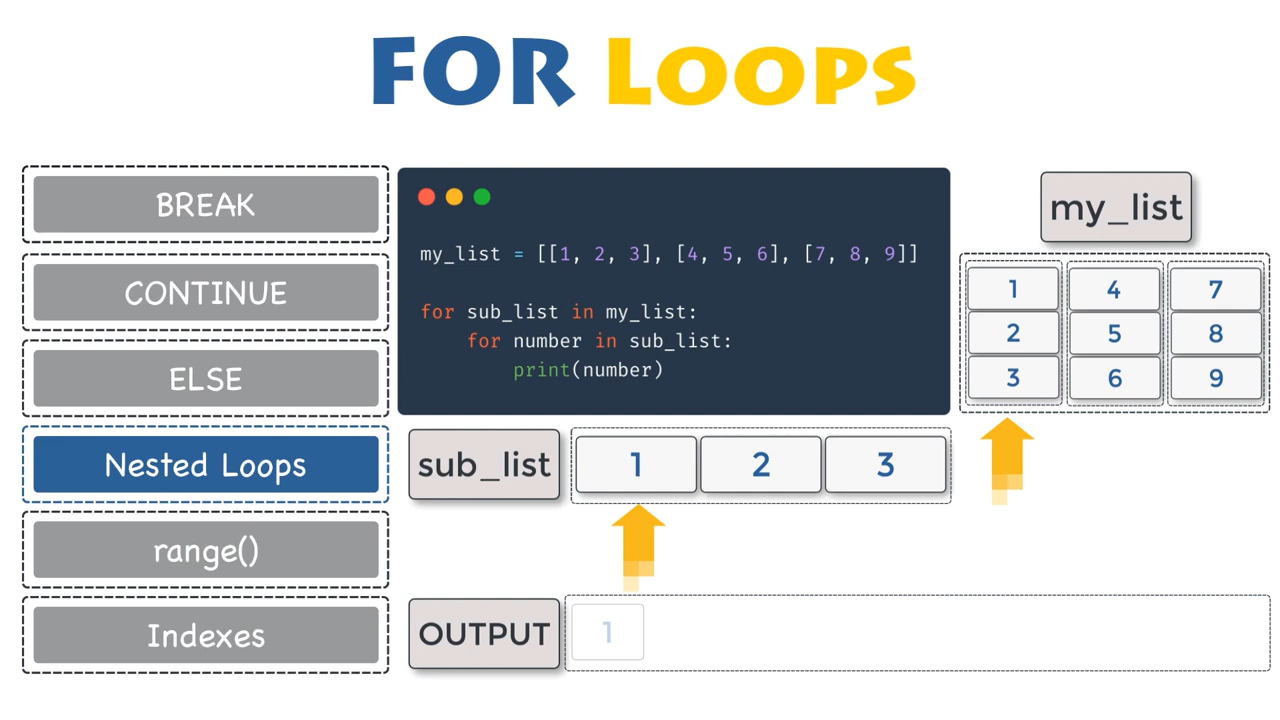 FOR LOOPS
BREAK
CONTINUE
ELSE
Nested Loops
range()
Indexes
my_list = [[1, 2, 3], [4, 5, 6], [7, 8, 9]]
for sub_list in my_list:
    for number in sub_list:
        print(number)
my_list
1 4 7
2 5 8
3 6 9
sub_list 1 2 3
OUTPUT 1